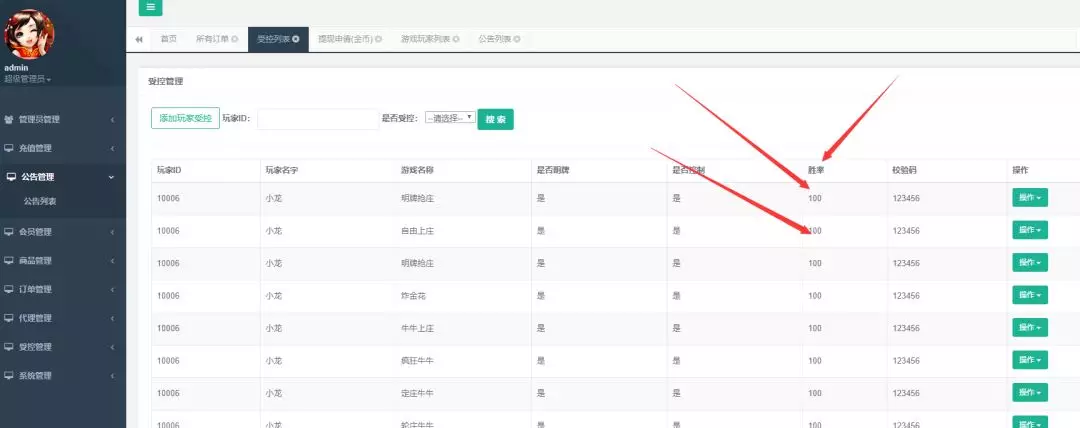 admin
超级管理员
管理员管理
充值管理
公告管理
公告列表
会员管理
商品管理
订单管理
代理管理
受控管理
系统管理
首页 所有订单 受控列表 提现申请(金币) 游戏玩家列表 公告列表
受控管理
添加玩家受控 玩家ID: 是否受控: --请选择-- 搜 索
玩家ID 玩家名字 游戏名称 是否明牌 是否控制 胜率 校验码 操作
10006 小龙 明牌抢庄 是 是 100 123456 操作
10006 小龙 自由上庄 是 是 100 123456 操作
10006 小龙 明牌抢庄 是 是 100 123456 操作
10006 小龙 炸金花 是 是 100 123456 操作
10006 小龙 牛牛上庄 是 是 100 123456 操作
10006 小龙 疯狂牛牛 是 是 100 123456 操作
10006 小龙 定庄牛牛 是 是 100 123456 操作
10006 小龙 轮庄牛牛 是 是 100 123456 操作